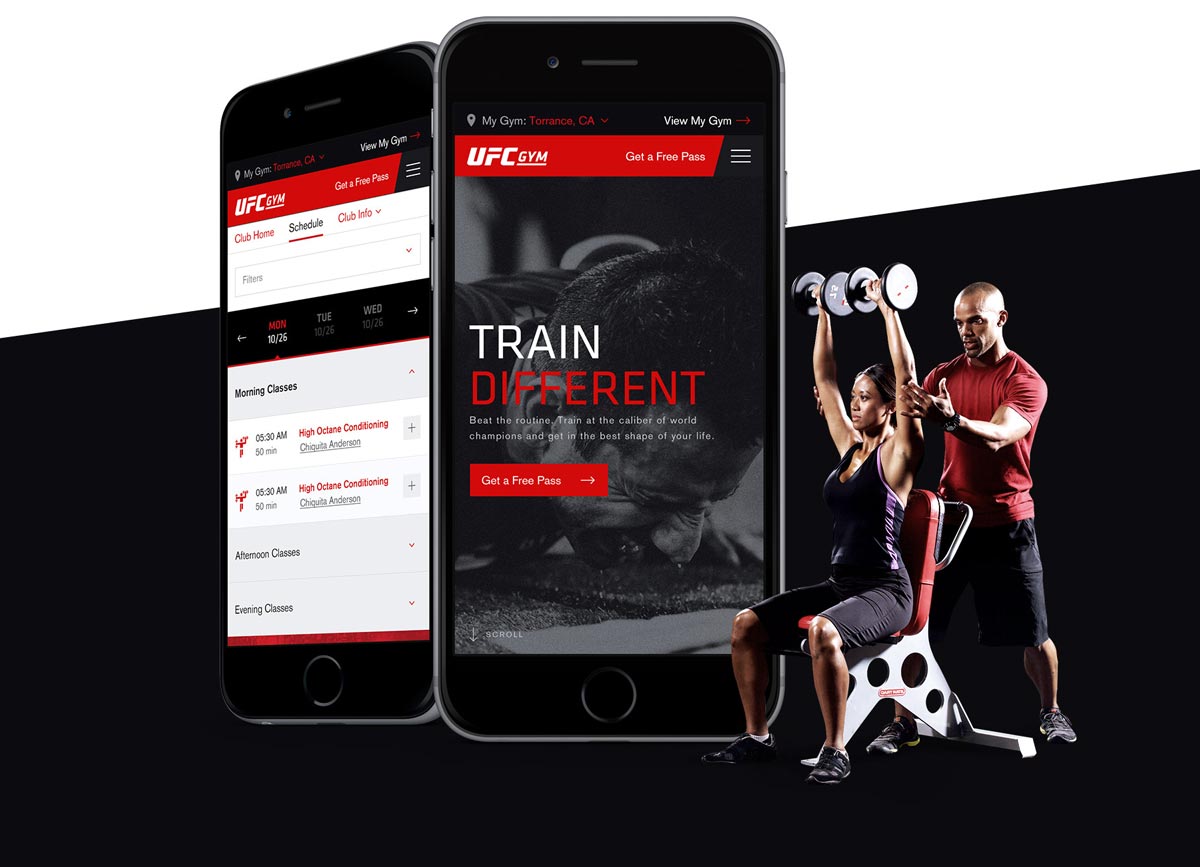 My Gym: Torrance, CA
View My Gym
UFC GYM
Get a Free Pass
Club Home
Schedule
Club Info
Filters
MON
10/26
TUE
10/26
WED
10/26
Morning Classes
05:30 AM
50 min
High Octane Conditioning
Chiquita Anderson
05:30 AM
50 min
High Octane Conditioning
Chiquita Anderson
Afternoon Classes
Evening Classes
My Gym: Torrance, CA
View My Gym
UFC GYM
Get a Free Pass
TRAIN
DIFFERENT
Beat the routine. Train at the caliber of world
champions and get in the best shape of your life.
Get a Free Pass
SCROLL